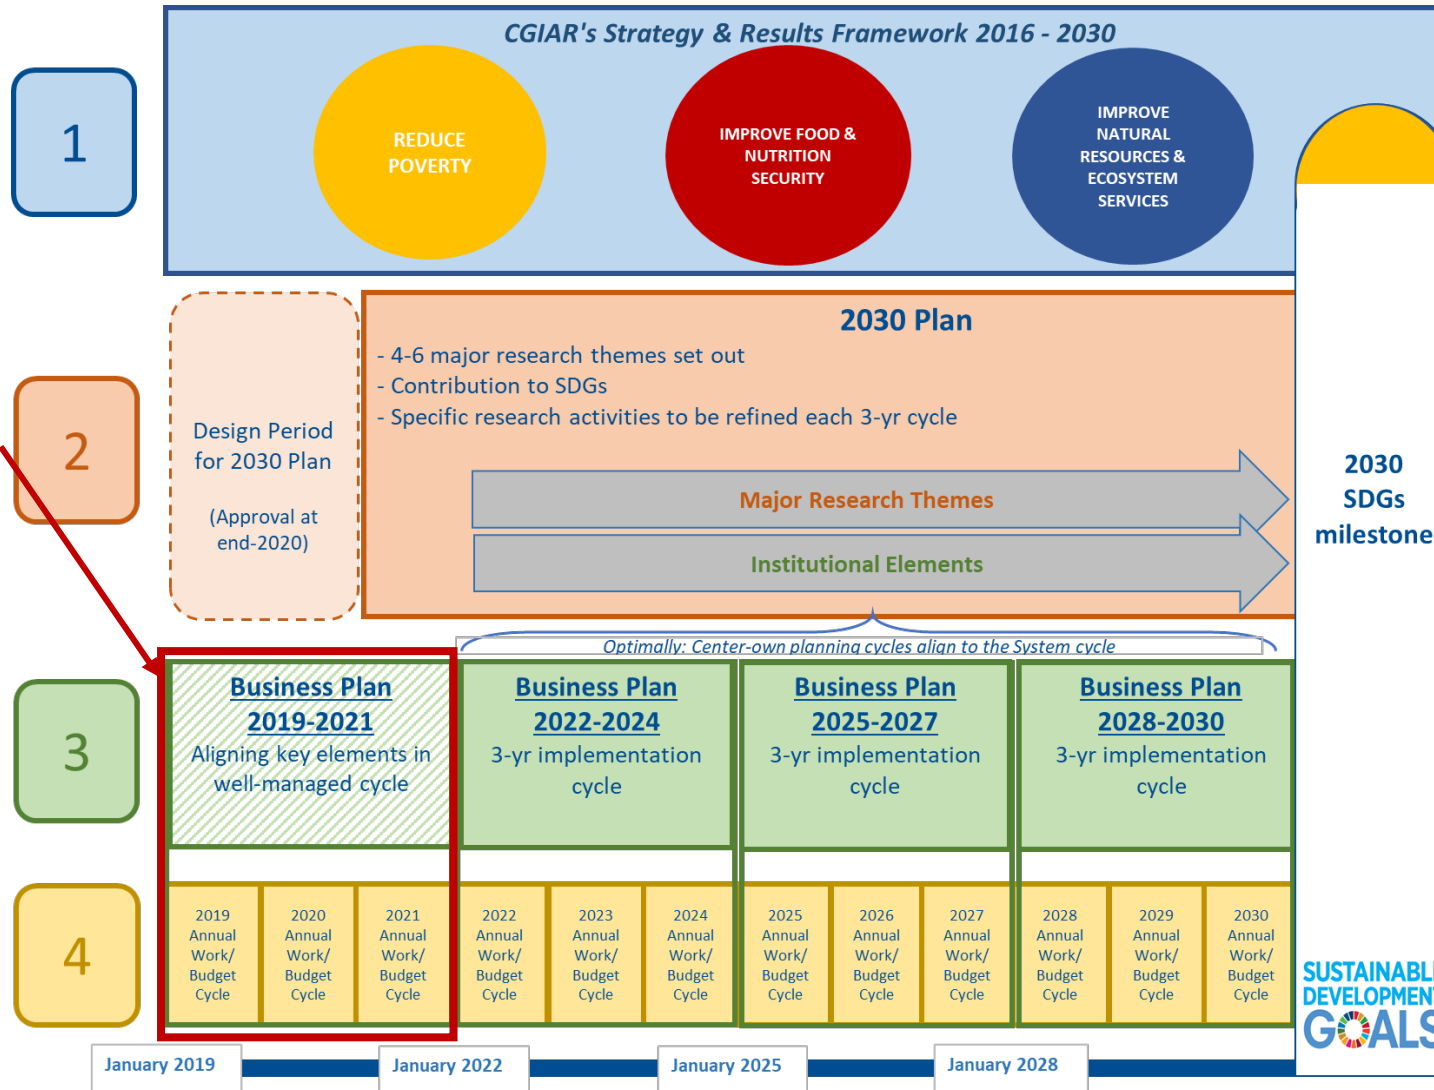 CGIAR's Strategy & Results Framework 2016 - 2030
1
REDUCE
POVERTY
IMPROVE FOOD &
NUTRITION
SECURITY
IMPROVE
NATURAL
RESOURCES &
ECOSYSTEM
SERVICES
2
Design Period
for 2030 Plan
(Approval at
end-2020)
2030 Plan
- 4-6 major research themes set out
- Contribution to SDGs
- Specific research activities to be refined each 3-yr cycle
Major Research Themes
Institutional Elements
2030
SDGs
milestone
Optimally: Center-own planning cycles align to the System cycle
3
Business Plan
2019-2021
Aligning key elements in
well-managed cycle
Business Plan
2022-2024
3-yr implementation
cycle
Business Plan
2025-2027
3-yr implementation
cycle
Business Plan
2028-2030
3-yr implementation
cycle
4
2019
Annual
Work/
Budget
Cycle
2020
Annual
Work/
Budget
Cycle
2021
Annual
Work/
Budget
Cycle
2022
Annual
Work/
Budget
Cycle
2023
Annual
Work/
Budget
Cycle
2024
Annual
Work/
Budget
Cycle
2025
Annual
Work/
Budget
Cycle
2026
Annual
Work/
Budget
Cycle
2027
Annual
Work/
Budget
Cycle
2028
Annual
Work/
Budget
Cycle
2029
Annual
Work/
Budget
Cycle
2030
Annual
Work/
Budget
Cycle
SUSTAINABLE
DEVELOPMENT
GOALS
January 2019
January 2022
January 2025
January 2028